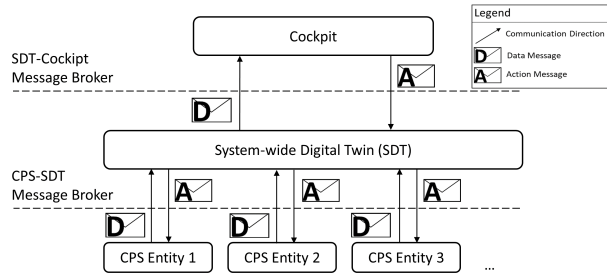 Legend
Communication Direction
D Data Message
A Action Message
Cockpit
SDT-Cockipt
Message Broker
A
D
System-wide Digital Twin (SDT)
CPS-SDT
Message Broker
A A A
D D D
CPS Entity 1 CPS Entity 2 CPS Entity 3 ...